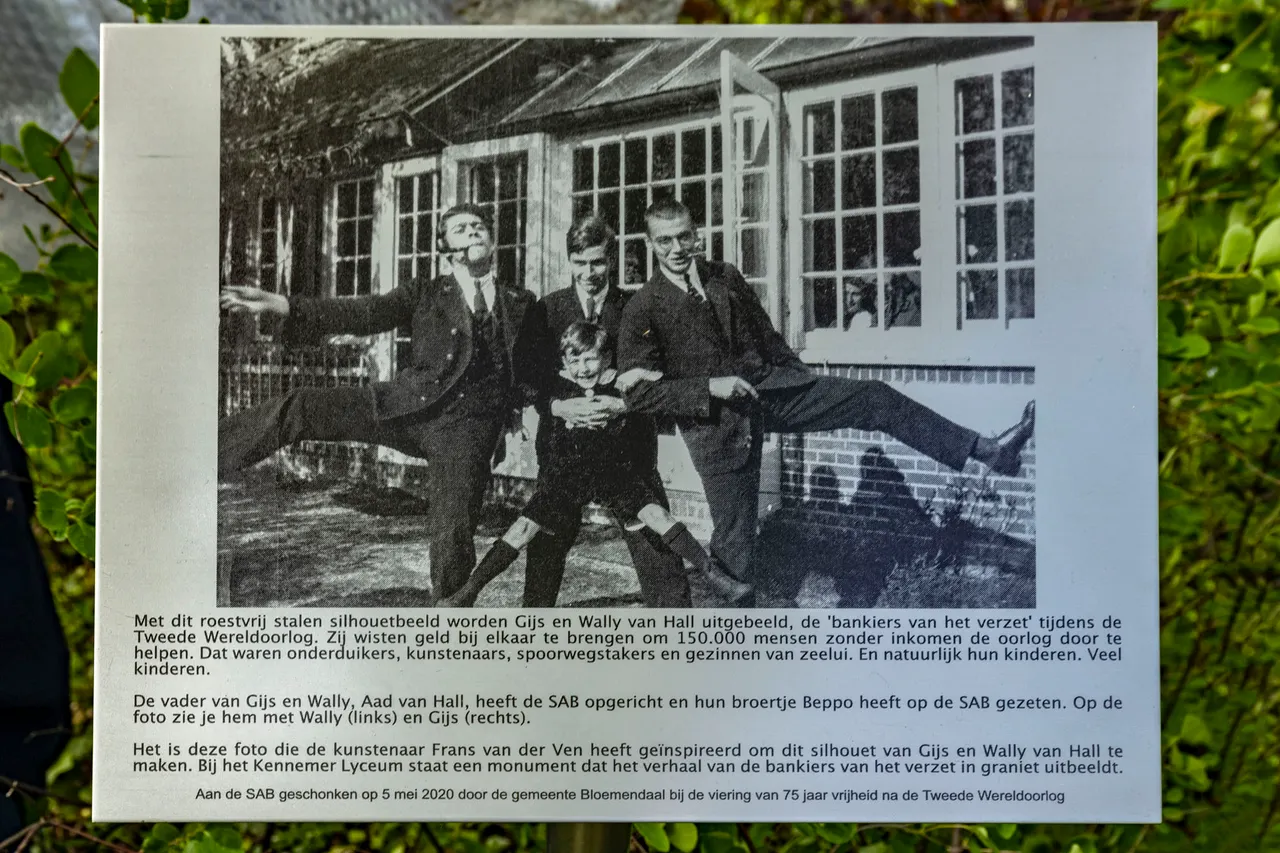 Met dit roestvrij stalen silhouetbeeld worden Gijs en Wally van Hall uitgebeeld, de 'bankiers van het verzet' tijdens de
Tweede Wereldoorlog. Zij wisten geld bij elkaar te brengen om 150.000 mensen zonder inkomen de oorlog door te
helpen. Dat waren onderduikers, kunstenaars, spoorwegstakers en gezinnen van zeelui. En natuurlijk hun kinderen. Veel
kinderen.
De vader van Gijs en Wally, Aad van Hall, heeft de SAB opgericht en hun broertje Beppo heeft op de SAB gezeten. Op de
foto zie je hem met Wally (links) en Gijs (rechts).
Het is deze foto die de kunstenaar Frans van der Ven heeft geïnspireerd om dit silhouet van Gijs en Wally van Hall te
maken. Bij het Kennemer Lyceum staat een monument dat het verhaal van de bankiers van het verzet in graniet uitbeeldt.
Aan de SAB geschonken op 5 mei 2020 door de gemeente Bloemendaal bij de viering van 75 jaar vrijheid na de Tweede Wereldoorlog